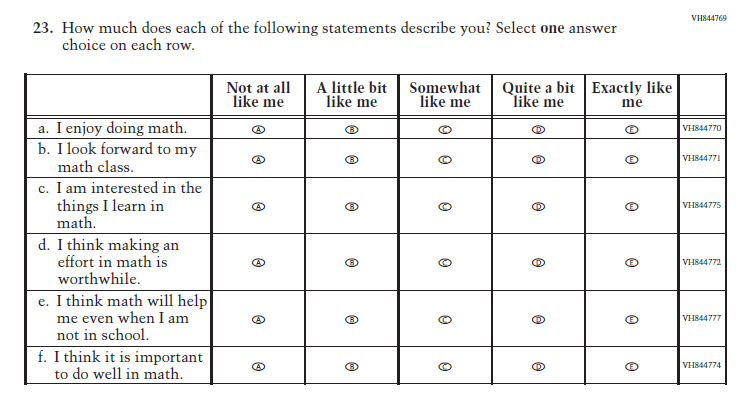 VH844769
23. How much does each of the following statements describe you? Select one answer
choice on each row.
Not at all like me A little bit like me Somewhat like me Quite a bit like me Exactly like me
a. I enjoy doing math. A B C D E VH844770
b. I look forward to my
math class. A B C D E VH844771
c. I am interested in the
things I learn in A B C D E VH844775
math.
d. I think making an
effort in math is A B C D E VH844772
worthwhile.
e. I think math will help
me even when I am A B C D E VH844777
not in school.
f. I think it is important
to do well in math. A B C D E VH844774